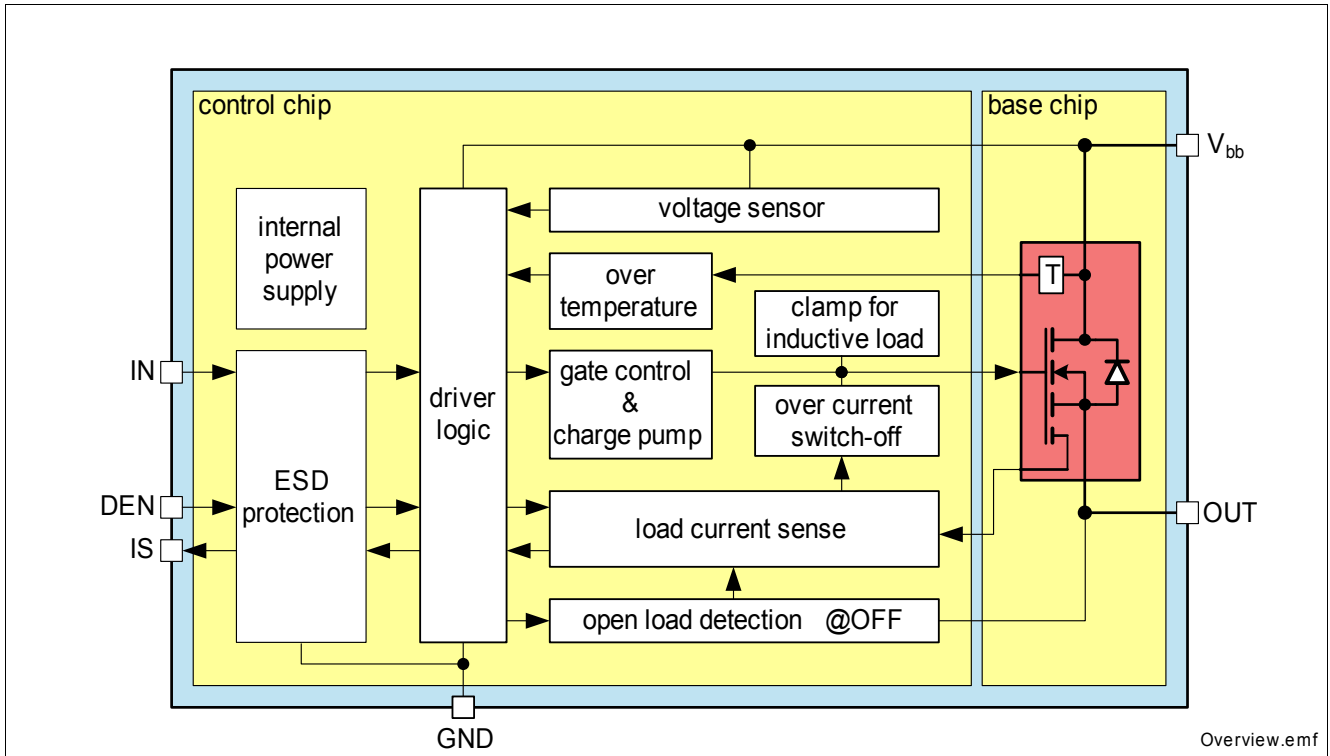 control chip
base chip
V_bb
voltage sensor
internal
power
supply
over
temperature
T
clamp for
inductive load
IN
driver
logic
gate control
&
charge pump
over current
switch-off
ESD
protection
DEN
IS
load current sense
OUT
open load detection @OFF
GND
Overview.emf